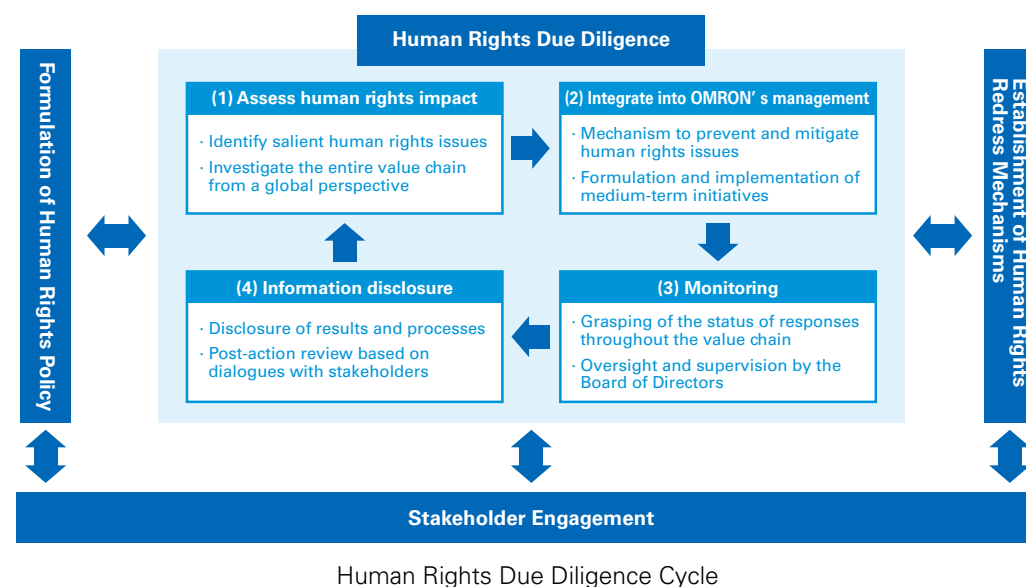 Human Rights Due Diligence
Formulation of Human Rights Policy
(1) Assess human rights impact
· Identify salient human rights issues
· Investigate the entire value chain
from a global perspective
(2) Integrate into OMRON’ s management
· Mechanism to prevent and mitigate
human rights issues
· Formulation and implementation of
medium-term initiatives
(4) Information disclosure
· Disclosure of results and processes
· Post-action review based on
dialogues with stakeholders
(3) Monitoring
· Grasping of the status of responses
throughout the value chain
· Oversight and supervision by the
Board of Directors
Establishment of Human Rights
Redress Mechanisms
Stakeholder Engagement
Human Rights Due Diligence Cycle